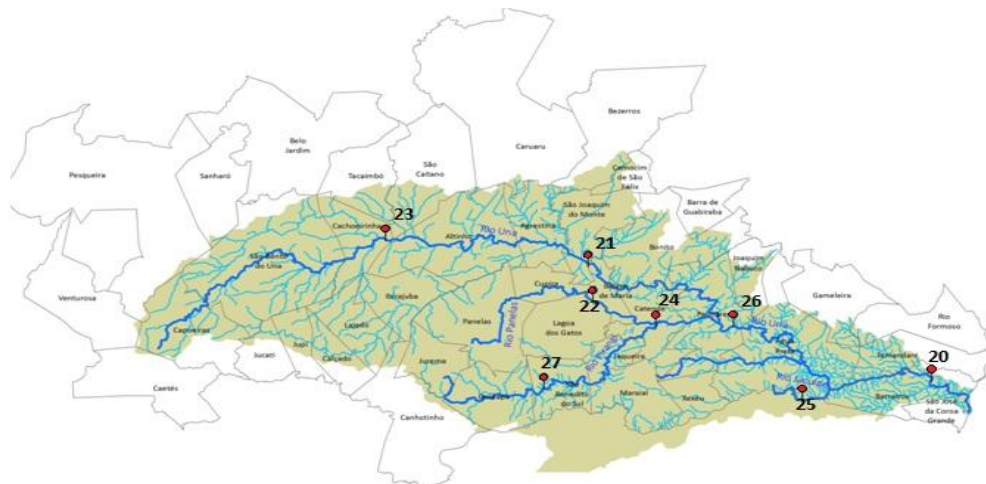 Bezerros
Belo
Jardim
Caruaru
São
Caitano
Pesqueira
Sanharó
Tacaimbó
Camocim
de São
Felix
Barra de
Guabiraba
São Joaquim
do Monte
23
Cachoeirinha
Rio Una
Agrestina
Altinho
21
Bonito
Joaquim
Nabuco
São Bento
do Una
Venturosa
Gameleira
Cupira
Belém
de Maria
22
24
26
Catende
Rio Una
Rio
Formoso
Panelas
Rio Panelas
Lagoa
dos Gatos
Capoeiras
Lajedo
Jupi
Jucati
Calçado
Jurema
27
Jaqueira
20
Tamandaré
Caetés
São
Benedito
do Sul
Maraial
Xexéu
25
Barreiros
São José
da Coroa
Grande
Canhotinho